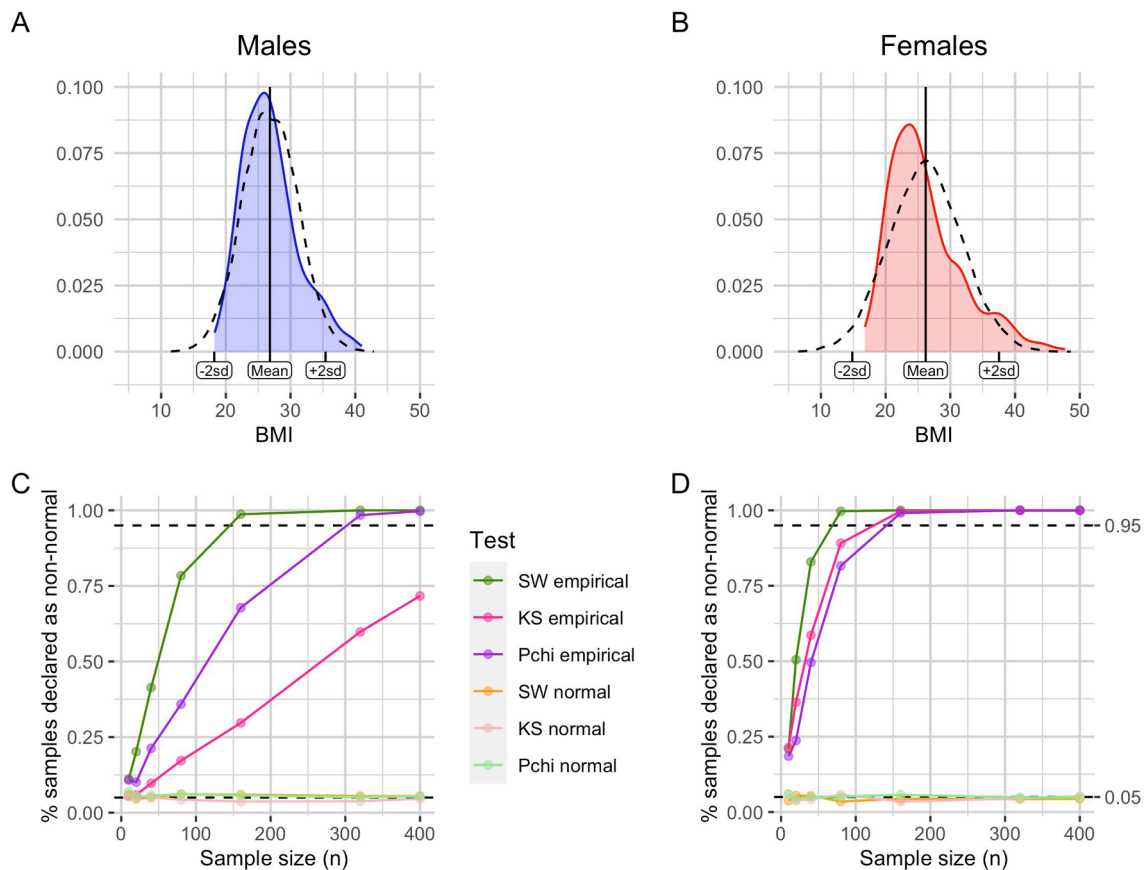 A
Males
0.100
0.075
0.050
0.025
0.000
-2sd
Mean
+2sd
10
20
30
40
50
BMI
B
Females
0.100
0.075
0.050
0.025
0.000
-2sd
Mean
+2sd
10
20
30
40
50
BMI
C
% samples declared as non-normal
1.00
0.75
0.50
0.25
0.00
0
100
200
300
400
Sample size (n)
Test
SW empirical
KS empirical
Pchi empirical
SW normal
KS normal
Pchi normal
D
% samples declared as non-normal
1.00
0.75
0.50
0.25
0.00
0.95
0.05
0
100
200
300
400
Sample size (n)